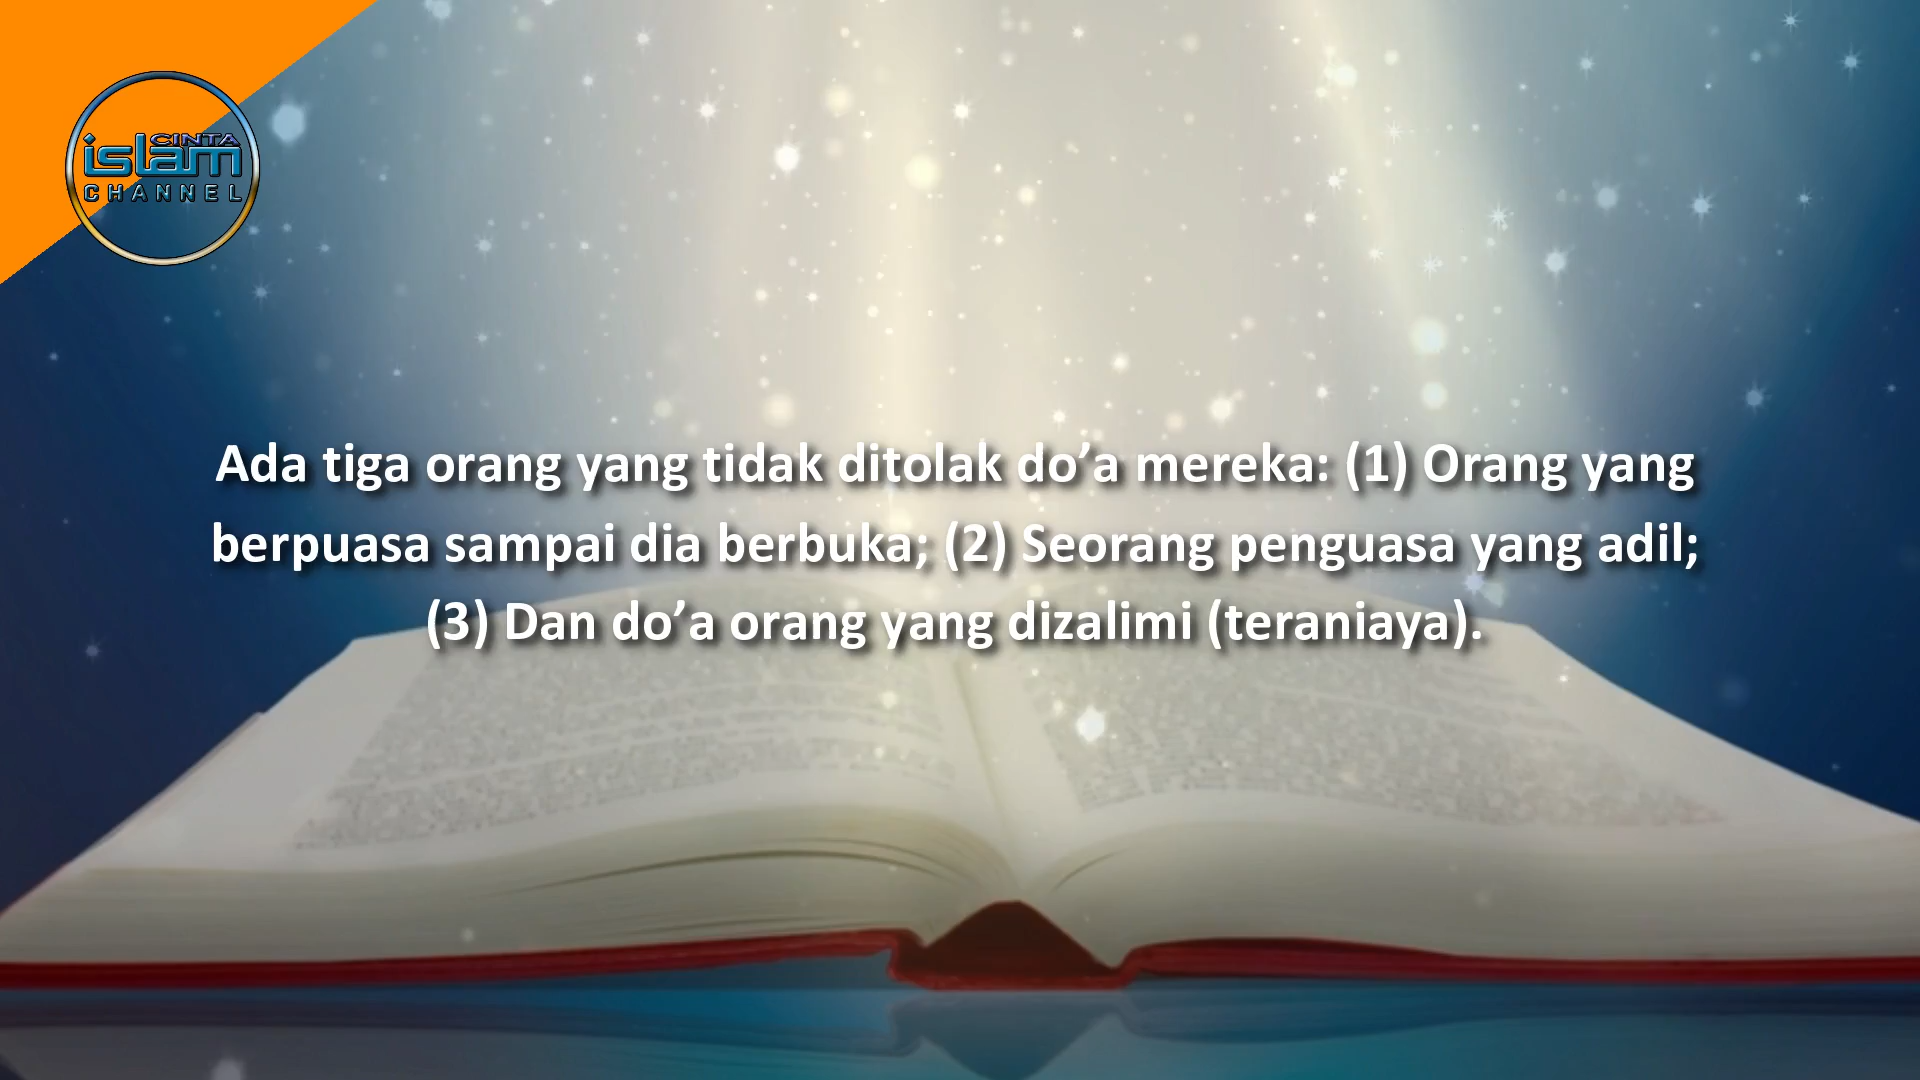 CINTA
islam
CHANNEL
Ada tiga orang yang tidak ditolak do’a mereka: (1) Orang yang
berpuasa sampai dia berbuka; (2) Seorang penguasa yang adil;
(3) Dan do’a orang yang dizalimi (teraniaya).